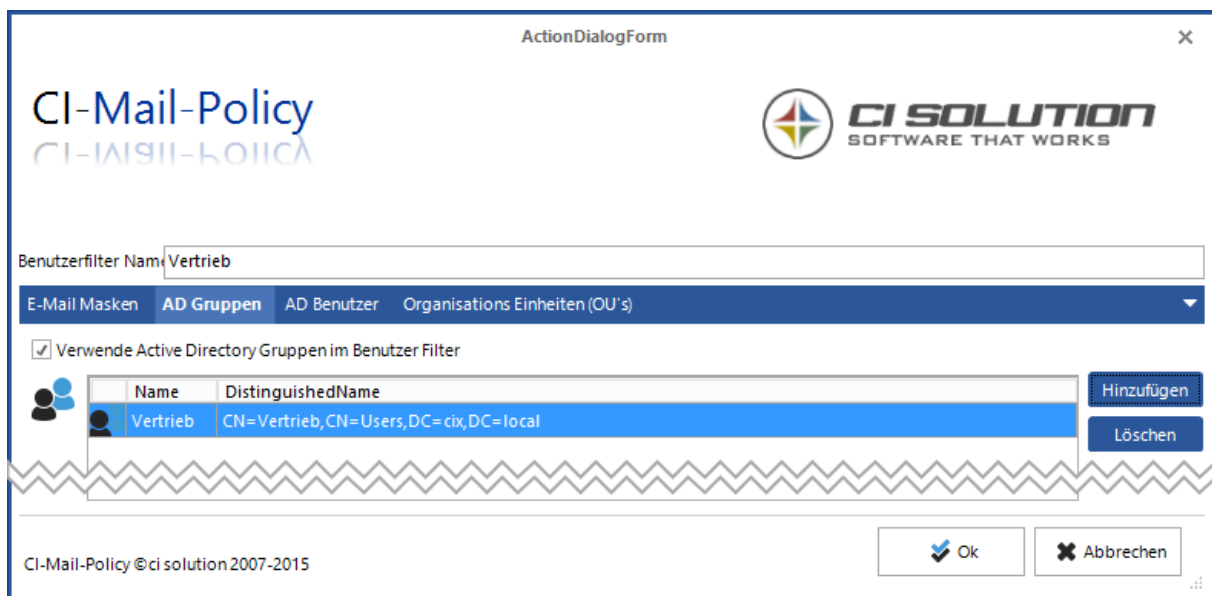 ActionDialogForm
CI-Mail-Policy
CI SOLUTION
SOFTWARE THAT WORKS
Benutzerfilter Name Vertrieb
E-Mail Masken AD Gruppen AD Benutzer Organisations Einheiten (OU's)
Verwende Active Directory Gruppen im Benutzer Filter
Name DistinguishedName
Hinzufügen
Vertrieb CN=Vertrieb,CN=Users,DC=cix,DC=local
Löschen
Ok Abbrechen
CI-Mail-Policy ©ci solution 2007-2015